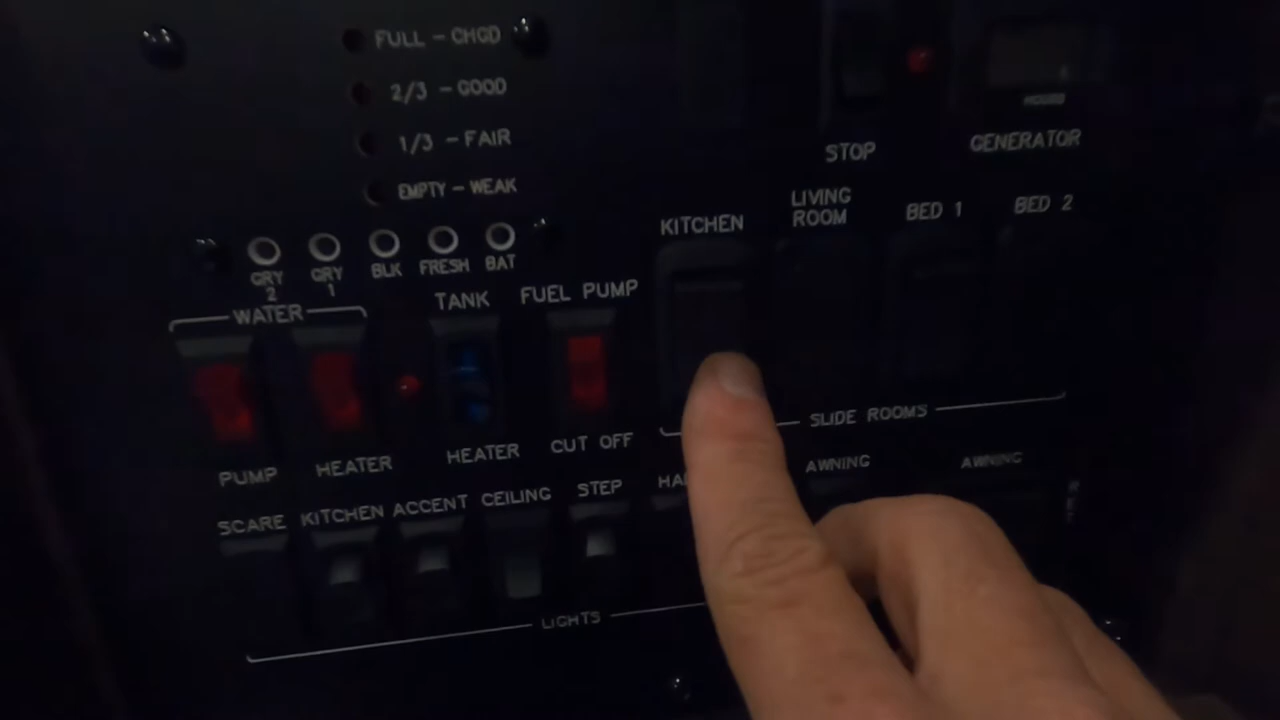 FULL - CHGD
2/3 - GOOD
1/3 - FAIR
EMPTY - WEAK
GRY 2
GRY 1
BLK
FRESH
BAT
STOP
HOURS
GENERATOR
KITCHEN
LIVING
ROOM
BED 1
BED 2
WATER
TANK
FUEL PUMP
PUMP
HEATER
HEATER
CUT OFF
SLIDE ROOMS
SCARE
KITCHEN
ACCENT
CEILING
STEP
AWNING
AWNING
LIGHTS